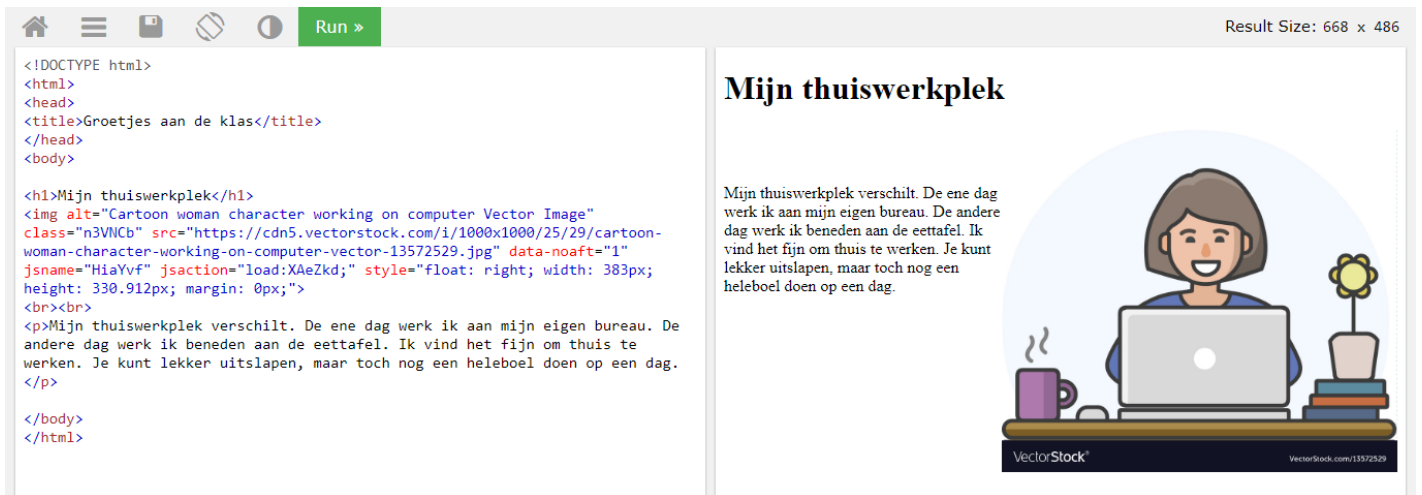 Run »
Result Size: 668 x 486
<!DOCTYPE html>
<html>
<head>
<title>Groetjes aan de klas</title>
</head>
<body>
<h1>Mijn thuiswerkplek</h1>
<img alt="Cartoon woman character working on computer Vector Image"
class="n3VNCb" src="https://cdn5.vectorstock.com/i/1000x1000/25/29/cartoon-
woman-character-working-on-computer-vector-13572529.jpg" data-noaft="1"
jsname="HiaYvf" jsaction="load:XAeZkd;" style="float: right; width: 383px;
height: 330.912px; margin: 0px;">
<br><br>
<p>Mijn thuiswerkplek verschilt. De ene dag werk ik aan mijn eigen bureau. De
andere dag werk ik beneden aan de eettafel. Ik vind het fijn om thuis te
werken. Je kunt lekker uitslapen, maar toch nog een heleboel doen op een dag.
</p>
</body>
</html>
Mijn thuiswerkplek
Mijn thuiswerkplek verschilt. De ene dag
werk ik aan mijn eigen bureau. De andere
dag werk ik beneden aan de eettafel. Ik
vind het fijn om thuis te werken. Je kunt
lekker uitslapen, maar toch nog een
heleboel doen op een dag.
VectorStock®
VectorStock.com/13572529